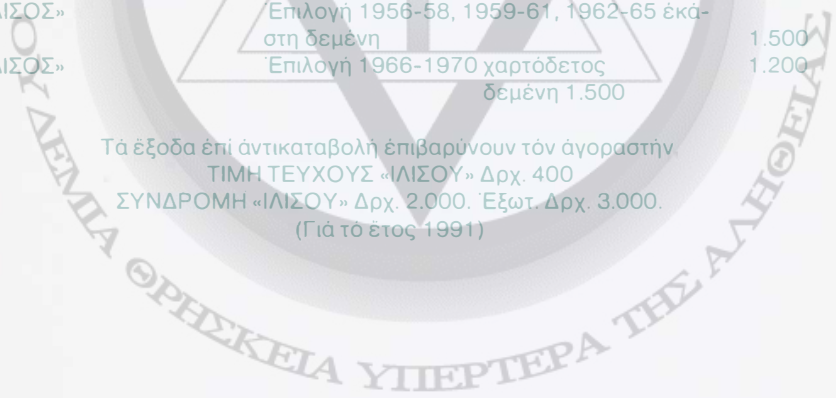 ΙΣΟΣ» Ἐπιλογή 1956-58, 1959-61, 1962-65 ἑκά-
στη δεμένη 1.500
ΙΣΟΣ» Ἐπιλογή 1966-1970 χαρτόδετος 1.200
δεμένη 1.500
Τά ἔξοδα ἐπί ἀντικαταβολή ἐπιβαρύνουν τόν ἀγοραστήν.
ΤΙΜΗ ΤΕΥΧΟΥΣ «ΙΛΙΣΟΥ» Δρχ. 400
ΣΥΝΔΡΟΜΗ «ΙΛΙΣΟΥ» Δρχ. 2.000. Ἐξωτ. Δρχ. 3.000.
(Γιά τό ἔτος 1991)
ΟΥΔΕΜΙΑ ΘΡΗΣΚΕΙΑ ΥΠΕΡΤΕΡΑ ΤΗΣ ΑΛΗΘΕΙΑΣ